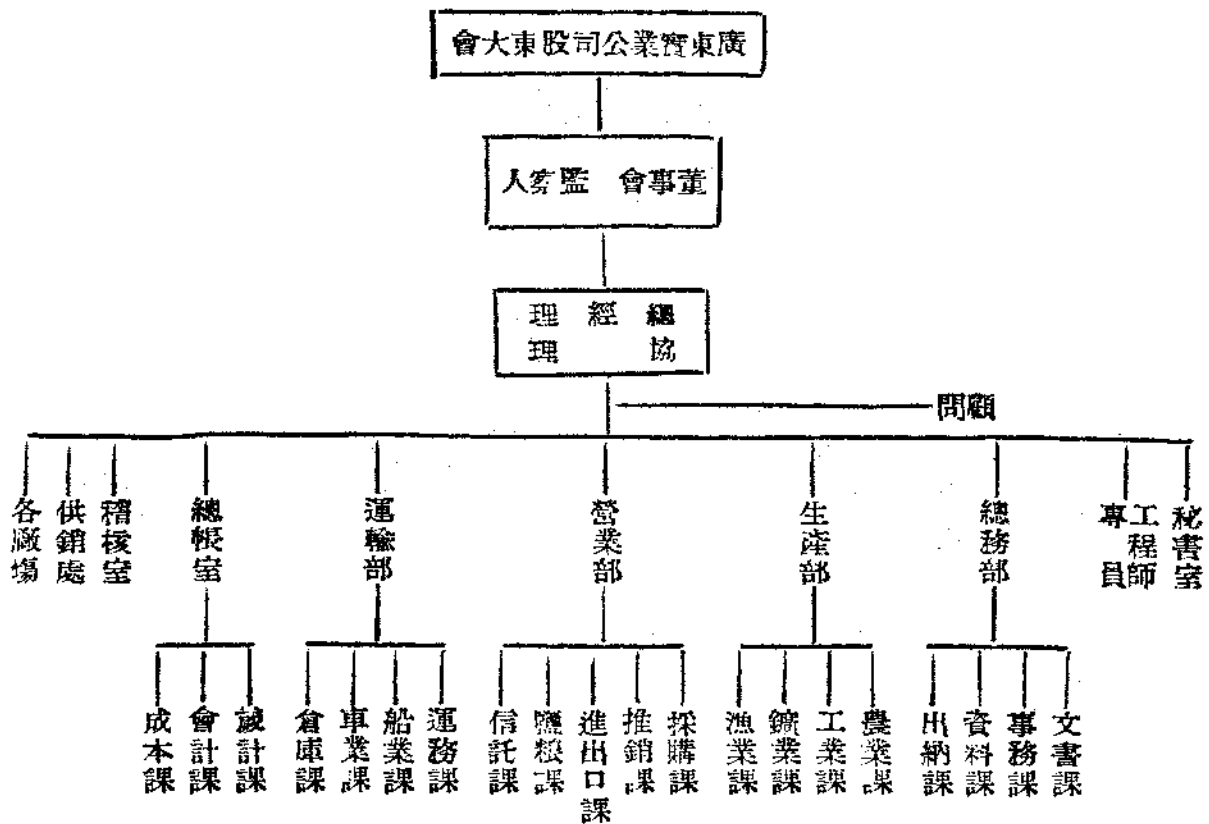 廣東實業公司股東大會
董事會 監察人
總經理
協理
顧問
秘書室
工程師
專員
總務部
生產部
營業部
運輸部
總帳室
稽核室
供銷處
各廠場
文書課
事務課
資料課
出納課
農業課
工業課
鑛業課
漁業課
採購課
推銷課
進出口課
鹽粮課
信託課
運務課
船業課
車業課
倉庫課
會計課
成本課